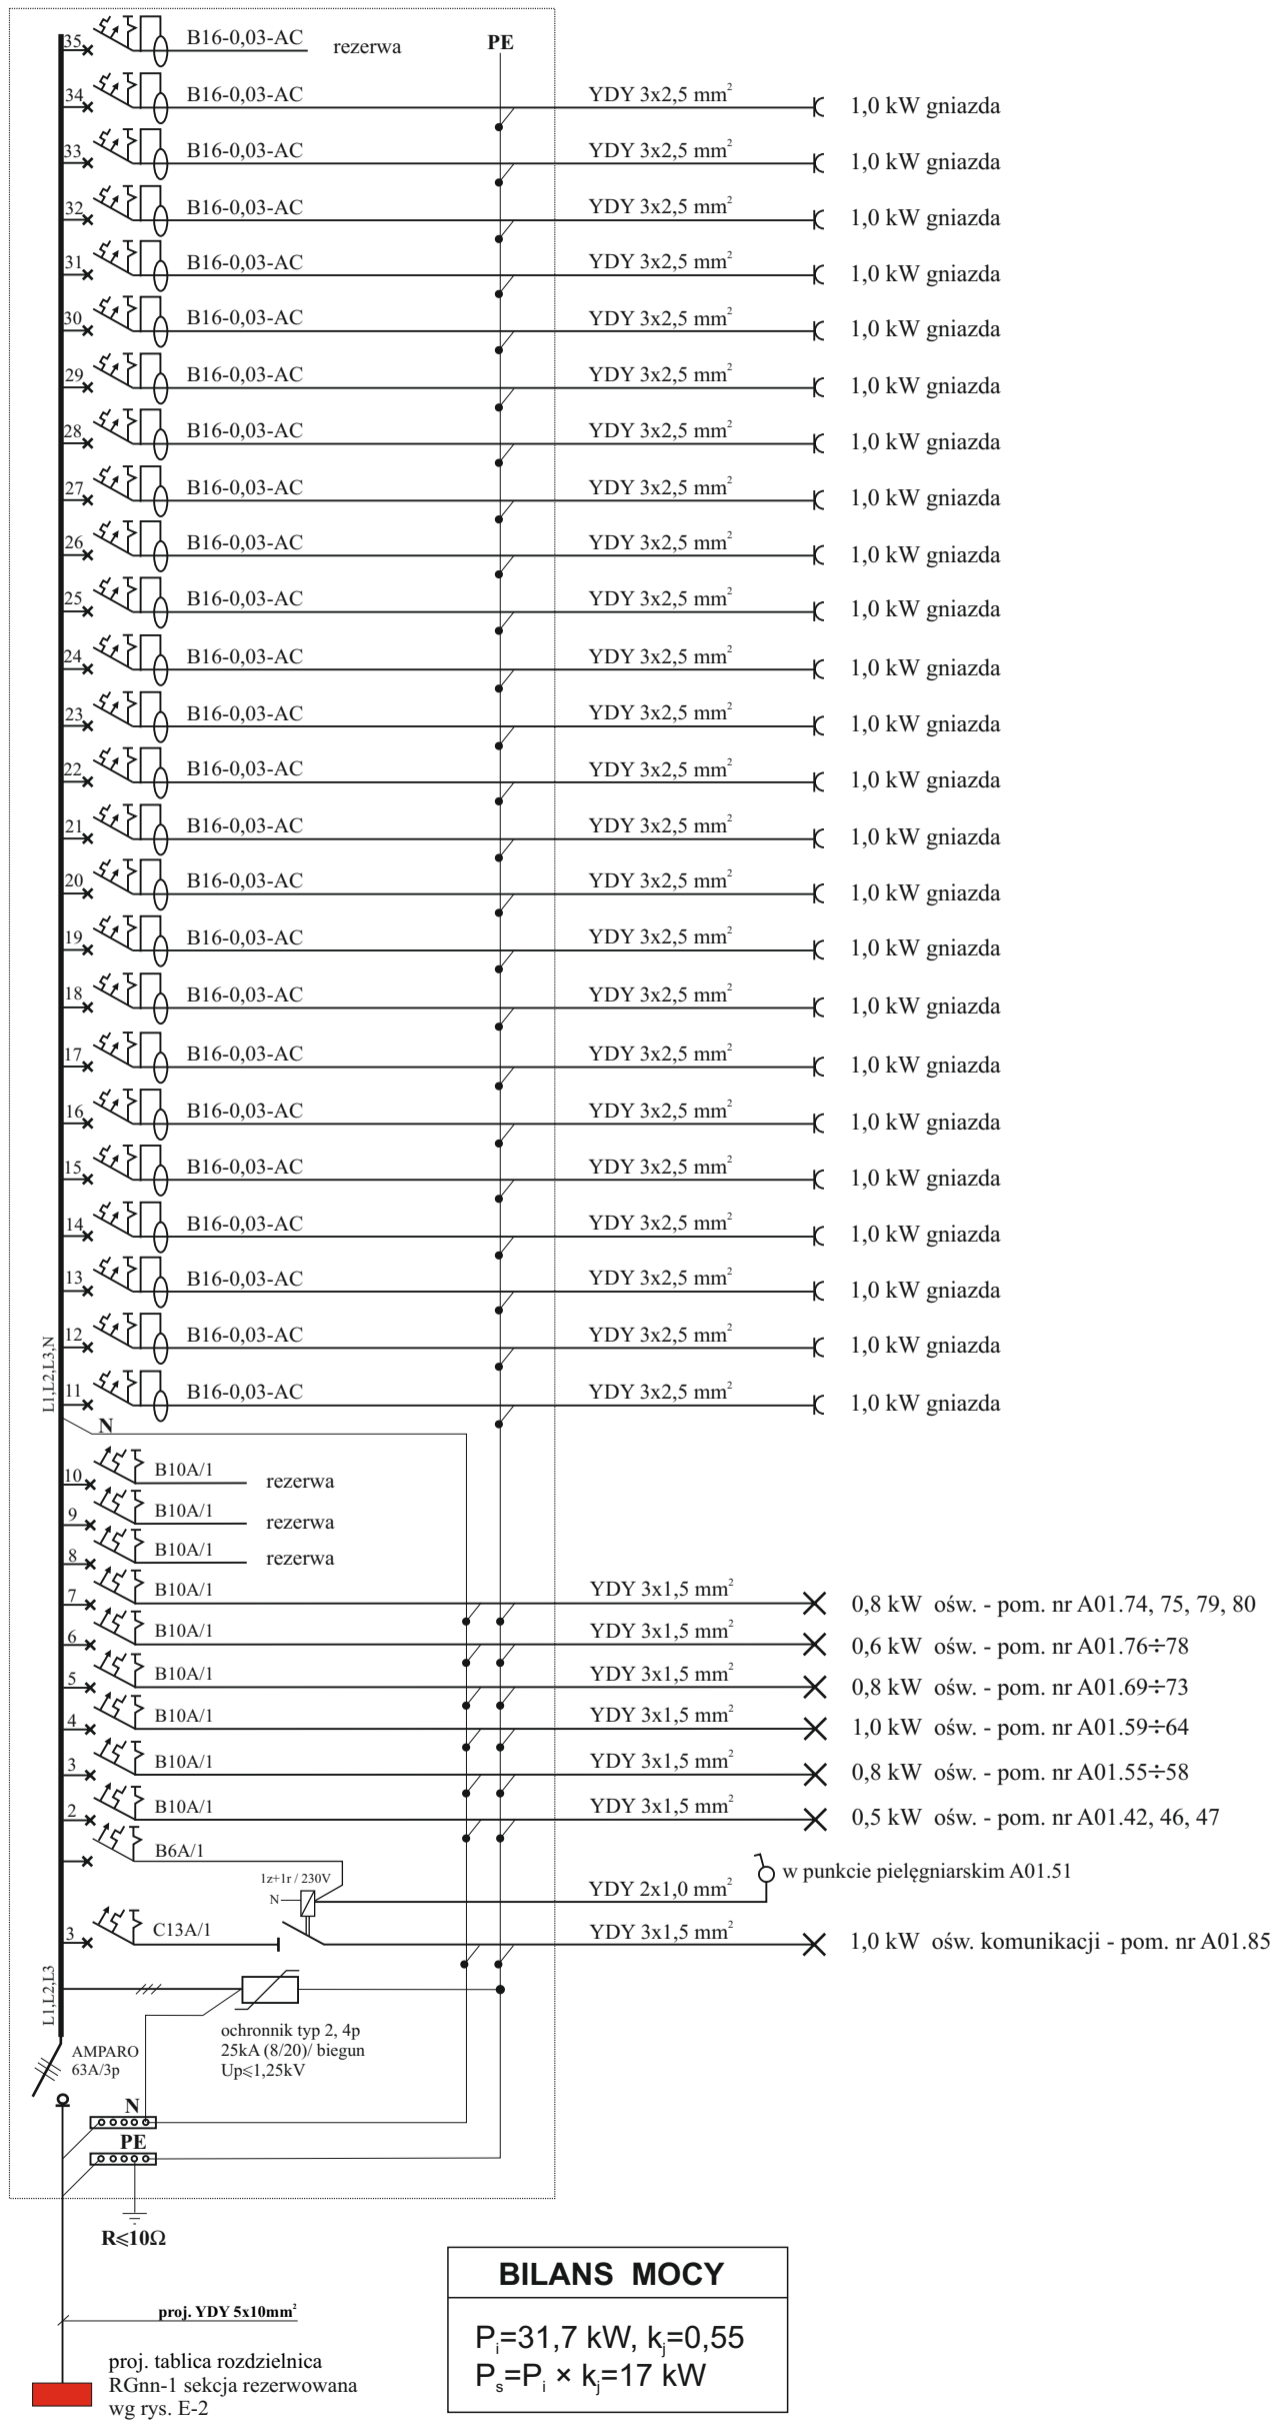 35 B16-0,03-AC rezerwa PE
34 B16-0,03-AC YDY 3x2,5 mm² 1,0 kW gniazda
33 B16-0,03-AC YDY 3x2,5 mm² 1,0 kW gniazda
32 B16-0,03-AC YDY 3x2,5 mm² 1,0 kW gniazda
31 B16-0,03-AC YDY 3x2,5 mm² 1,0 kW gniazda
30 B16-0,03-AC YDY 3x2,5 mm² 1,0 kW gniazda
29 B16-0,03-AC YDY 3x2,5 mm² 1,0 kW gniazda
28 B16-0,03-AC YDY 3x2,5 mm² 1,0 kW gniazda
27 B16-0,03-AC YDY 3x2,5 mm² 1,0 kW gniazda
26 B16-0,03-AC YDY 3x2,5 mm² 1,0 kW gniazda
25 B16-0,03-AC YDY 3x2,5 mm² 1,0 kW gniazda
24 B16-0,03-AC YDY 3x2,5 mm² 1,0 kW gniazda
23 B16-0,03-AC YDY 3x2,5 mm² 1,0 kW gniazda
22 B16-0,03-AC YDY 3x2,5 mm² 1,0 kW gniazda
21 B16-0,03-AC YDY 3x2,5 mm² 1,0 kW gniazda
20 B16-0,03-AC YDY 3x2,5 mm² 1,0 kW gniazda
19 B16-0,03-AC YDY 3x2,5 mm² 1,0 kW gniazda
18 B16-0,03-AC YDY 3x2,5 mm² 1,0 kW gniazda
17 B16-0,03-AC YDY 3x2,5 mm² 1,0 kW gniazda
16 B16-0,03-AC YDY 3x2,5 mm² 1,0 kW gniazda
15 B16-0,03-AC YDY 3x2,5 mm² 1,0 kW gniazda
14 B16-0,03-AC YDY 3x2,5 mm² 1,0 kW gniazda
13 B16-0,03-AC YDY 3x2,5 mm² 1,0 kW gniazda
12 B16-0,03-AC YDY 3x2,5 mm² 1,0 kW gniazda
11 B16-0,03-AC YDY 3x2,5 mm² 1,0 kW gniazda
L1,L2,L3,N
N
10 B10A/1 rezerwa
9 B10A/1 rezerwa
8 B10A/1 rezerwa
7 B10A/1 YDY 3x1,5 mm² 0,8 kW ośw. - pom. nr A01.74, 75, 79, 80
6 B10A/1 YDY 3x1,5 mm² 0,6 kW ośw. - pom. nr A01.76÷78
5 B10A/1 YDY 3x1,5 mm² 0,8 kW ośw. - pom. nr A01.69÷73
4 B10A/1 YDY 3x1,5 mm² 1,0 kW ośw. - pom. nr A01.59÷64
3 B10A/1 YDY 3x1,5 mm² 0,8 kW ośw. - pom. nr A01.55÷58
2 B10A/1 YDY 3x1,5 mm² 0,5 kW ośw. - pom. nr A01.42, 46, 47
B6A/1
1z+1r / 230V
N YDY 2x1,0 mm² w punkcie pielęgniarskim A01.51
3 C13A/1 YDY 3x1,5 mm² 1,0 kW ośw. komunikacji - pom. nr A01.85
L1,L2,L3
ochronnik typ 2, 4p
25kA (8/20)/ biegun
Up⩽1,25kV
AMPARO
63A/3p
N
PE
R⩽10Ω
proj. YDY 5x10mm²
proj. tablica rozdzielnica
RGnn-1 sekcja rezerwowana
wg rys. E-2
BILANS MOCY
Pi=31,7 kW, kj=0,55
Ps=Pi × kj=17 kW